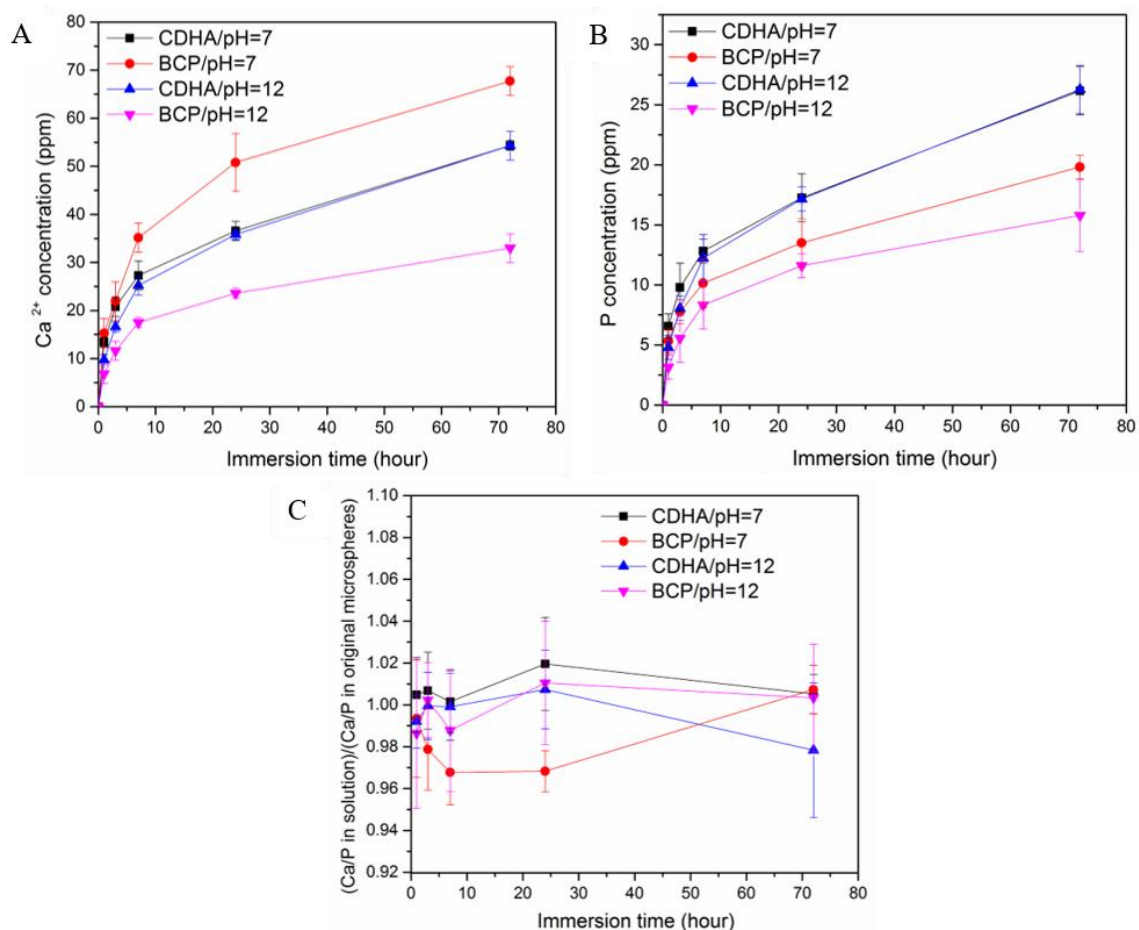 A
CDHA/pH=7
BCP/pH=7
CDHA/pH=12
BCP/pH=12
Ca 2+ concentration (ppm)
80
70
60
50
40
30
20
10
0
0 10 20 30 40 50 60 70 80
Immersion time (hour)
B
CDHA/pH=7
BCP/pH=7
CDHA/pH=12
BCP/pH=12
P concentration (ppm)
30
25
20
15
10
5
0
0 10 20 30 40 50 60 70 80
Immersion time (hour)
C
CDHA/pH=7
BCP/pH=7
CDHA/pH=12
BCP/pH=12
(Ca/P in solution)/(Ca/P in original microspheres)
1.10
1.08
1.06
1.04
1.02
1.00
0.98
0.96
0.94
0.92
0 10 20 30 40 50 60 70 80
Immersion time (hour)